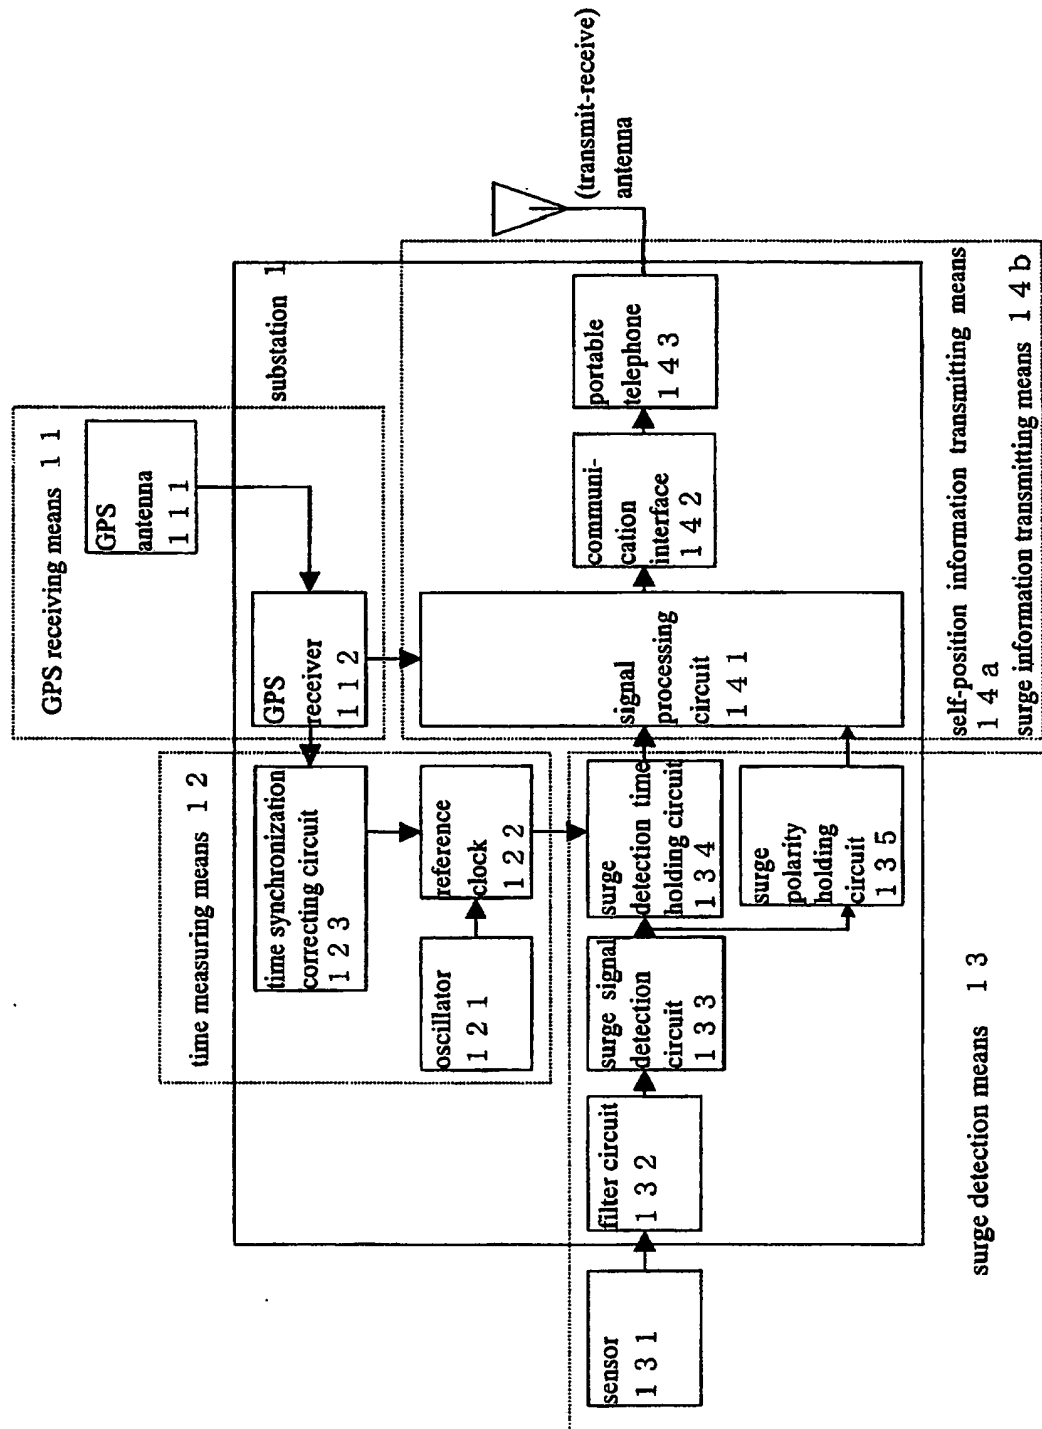 GPS receiving means 1 1
GPS
antenna
1 1 1
GPS
receiver
1 1 2
substation 1
time measuring means 1 2
time synchronization
correcting circuit
1 2 3
oscillator
1 2 1
reference
clock
1 2 2
sensor
1 3 1
filter circuit
1 3 2
surge signal
detection
circuit
1 3 3
surge
detection time
holding circuit
1 3 4
surge
polarity
holding
circuit
1 3 5
surge detection means 1 3
signal
processing
circuit
1 4 1
communi-
cation
interface
1 4 2
portable
telephone
1 4 3
(transmit-receive)
antenna
self-position information transmitting means
1 4 a
surge information transmitting means 1 4 b